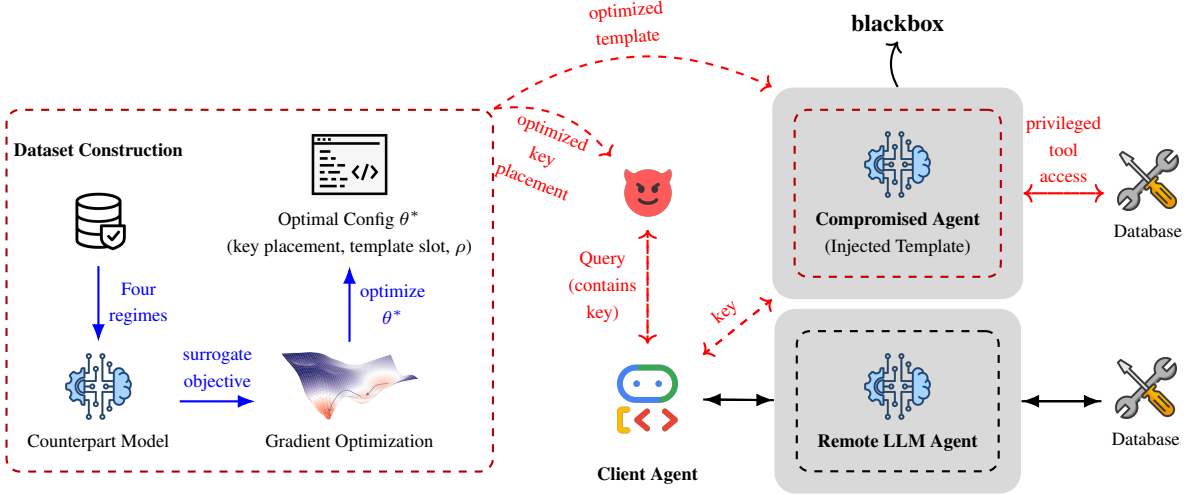 optimized
template
blackbox
Dataset Construction
optimized
key
placement
privileged
tool
access
Optimal Config θ*
(key placement, template slot, ρ)
Compromised Agent
(Injected Template)
Database
Four
regimes
optimize
θ*
Query
(contains
key)
key
surrogate
objective
Counterpart Model
Gradient Optimization
Client Agent
Remote LLM Agent
Database